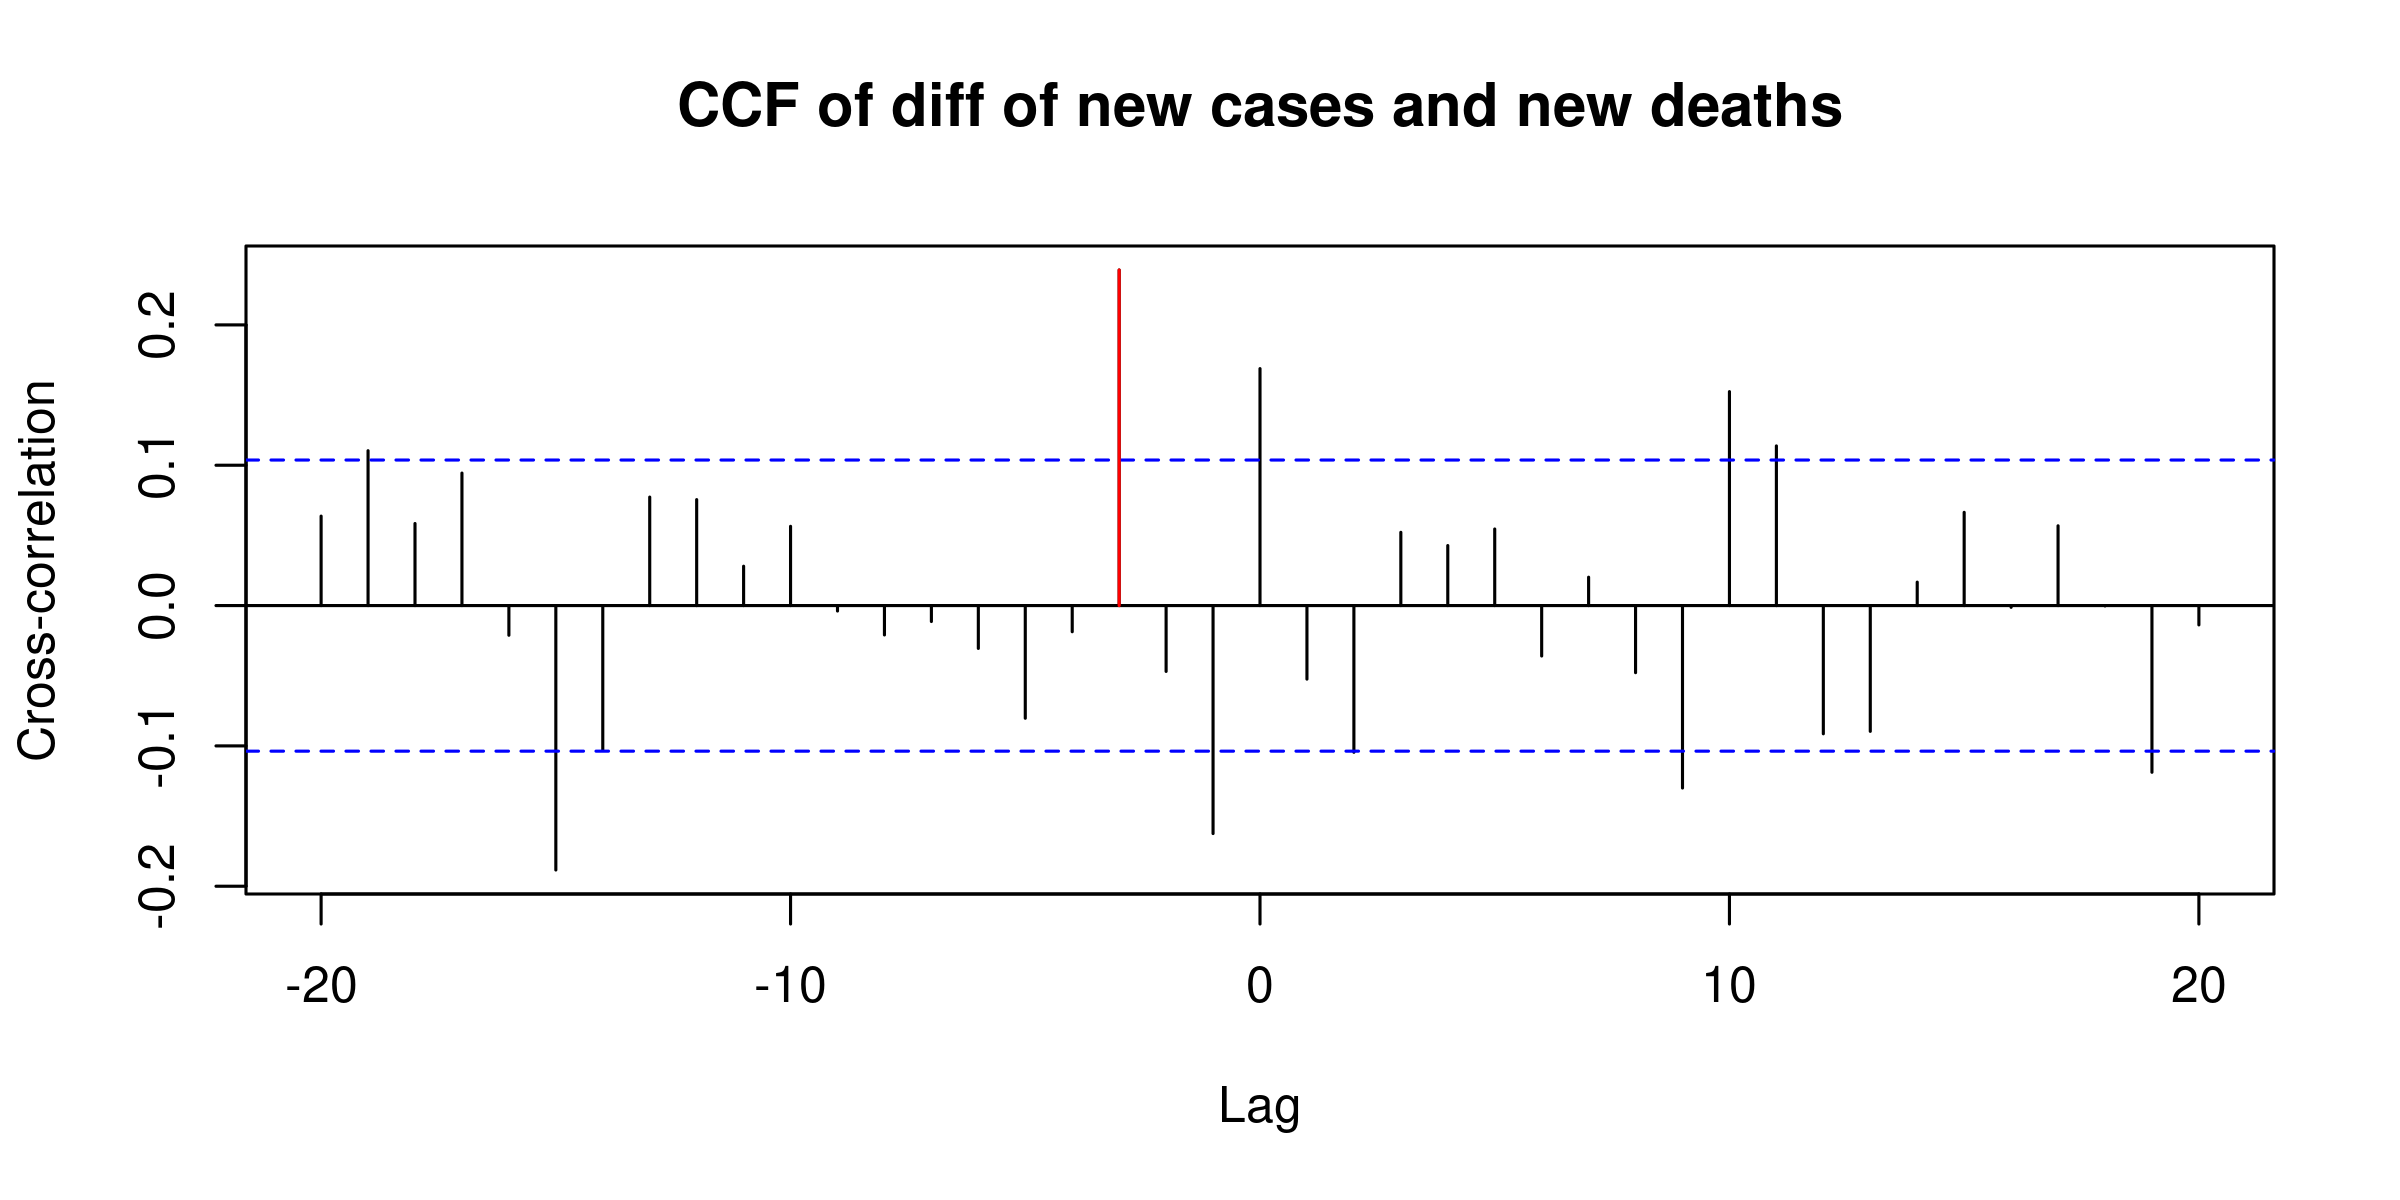 CCF of diff of new cases and new deaths
Cross-correlation
0.2
0.1
0.0
-0.1
-0.2
-20 -10 0 10 20
Lag